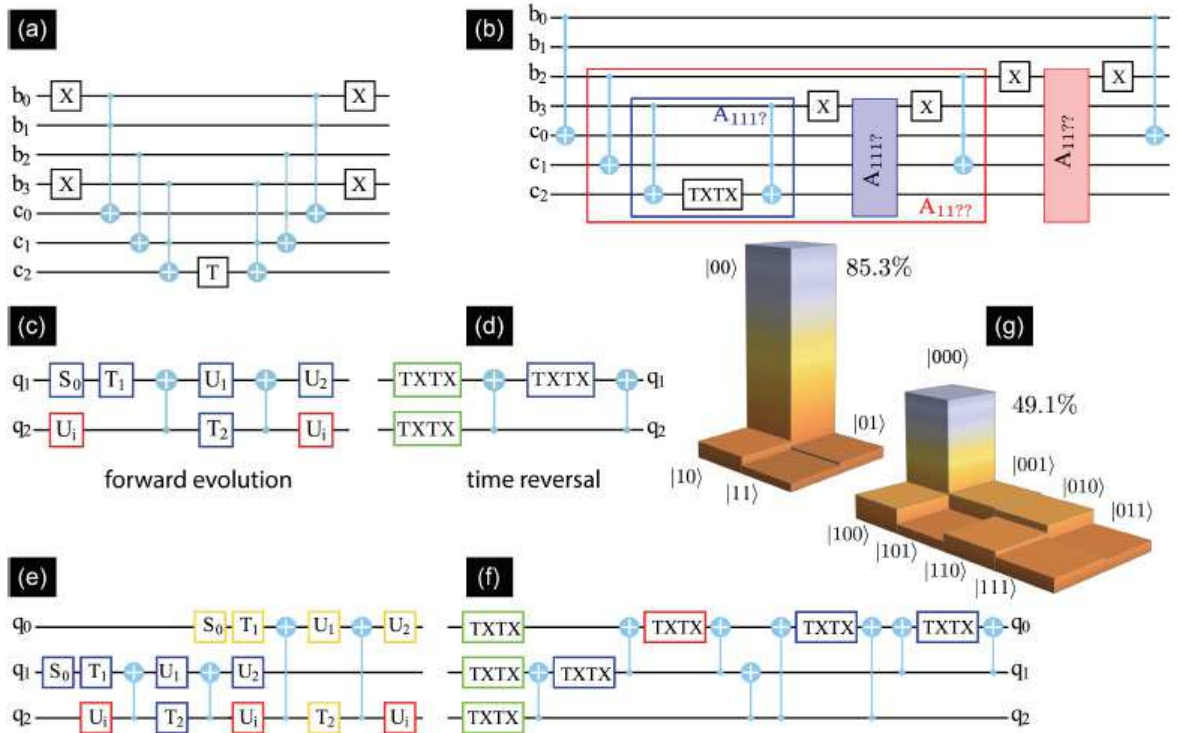 (a)
b0 X X
b1
b2
b3 X X
c0
c1
c2 T
(b)
b0
b1
b2 X X
b3 X X
A111?
c0
A111?
A11??
c1
c2 TXTX
A11??
|00⟩ 85.3%
|01⟩
|10⟩
|11⟩
(c)
q1 S0 T1 U1 U2
q2 Ui T2 Ui
forward evolution
(d)
TXTX TXTX q1
TXTX q2
time reversal
(g)
|000⟩
49.1%
|001⟩
|010⟩
|011⟩
|100⟩
|101⟩
|110⟩
|111⟩
(e)
q0 S0 T1 U1 U2
q1 S0 T1 U1 U2
q2 Ui T2 Ui T2 Ui
(f)
TXTX TXTX TXTX TXTX q0
TXTX TXTX q1
TXTX q2